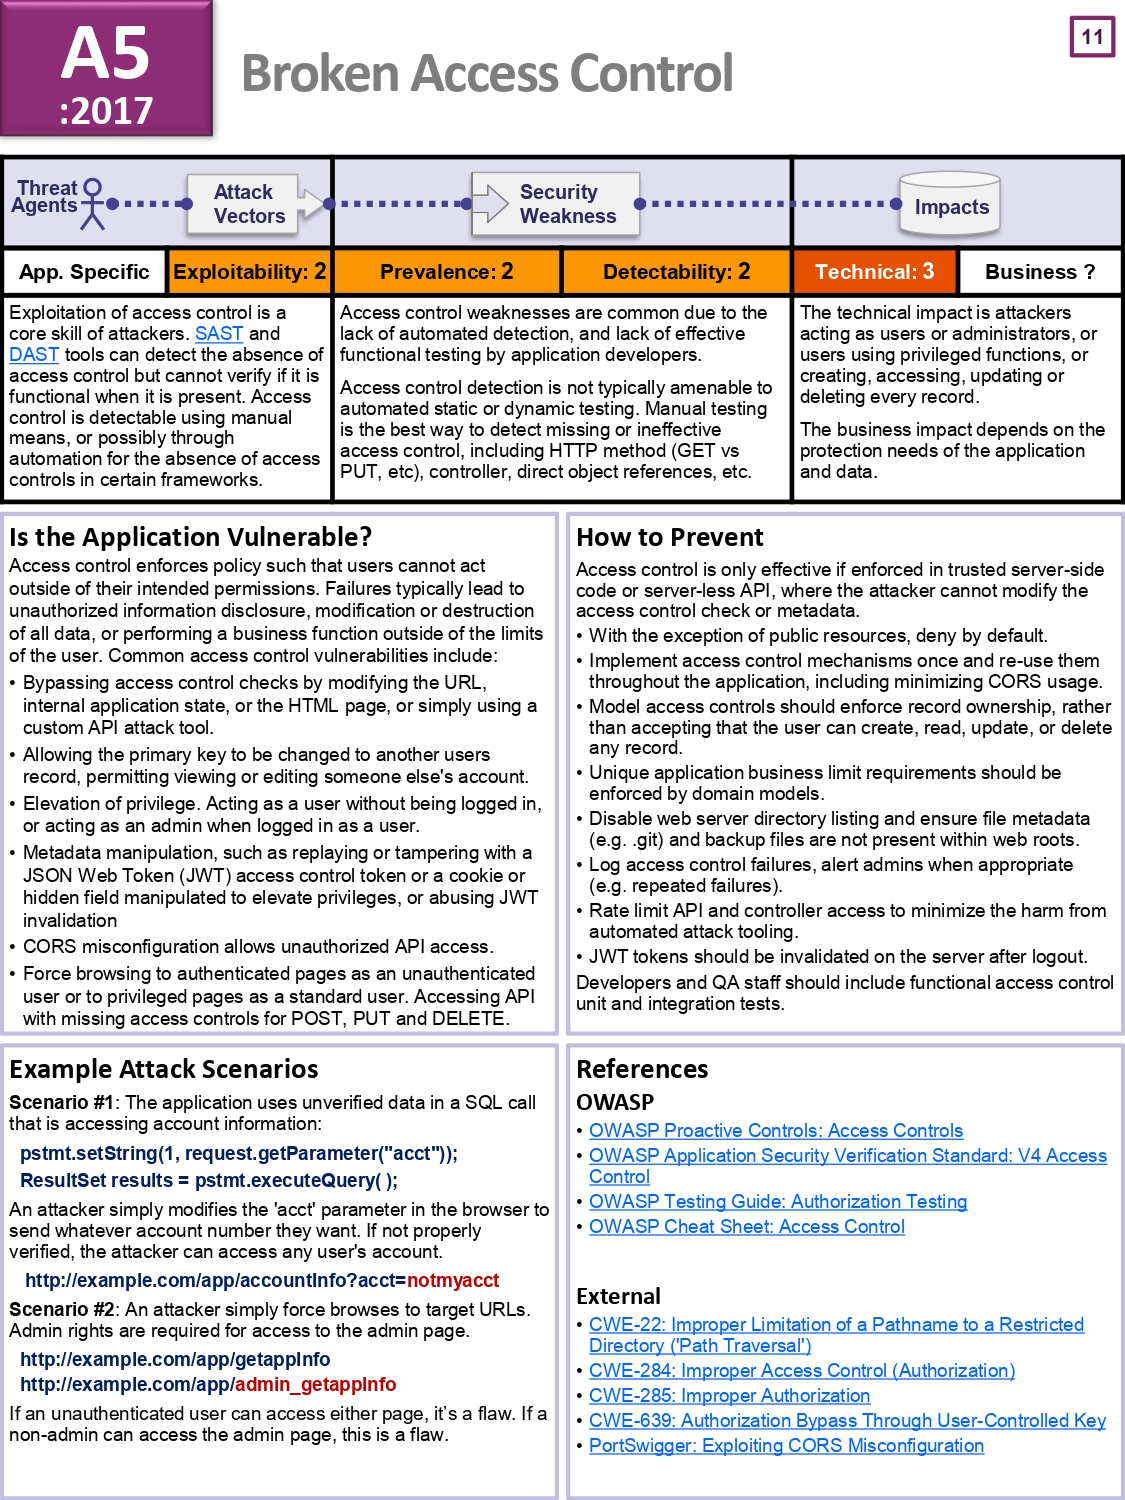 A5
:2017
Broken Access Control
11
Threat
Agents
Attack
Vectors
Security
Weakness
Impacts
App. Specific
Exploitability: 2
Prevalence: 2
Detectability: 2
Technical: 3
Business ?
Exploitation of access control is a
core skill of attackers. SAST and
DAST tools can detect the absence of
access control but cannot verify if it is
functional when it is present. Access
control is detectable using manual
means, or possibly through
automation for the absence of access
controls in certain frameworks.
Access control weaknesses are common due to the
lack of automated detection, and lack of effective
functional testing by application developers.
Access control detection is not typically amenable to
automated static or dynamic testing. Manual testing
is the best way to detect missing or ineffective
access control, including HTTP method (GET vs
PUT, etc), controller, direct object references, etc.
The technical impact is attackers
acting as users or administrators, or
users using privileged functions, or
creating, accessing, updating or
deleting every record.
The business impact depends on the
protection needs of the application
and data.
Is the Application Vulnerable?
Access control enforces policy such that users cannot act
outside of their intended permissions. Failures typically lead to
unauthorized information disclosure, modification or destruction
of all data, or performing a business function outside of the limits
of the user. Common access control vulnerabilities include:
• Bypassing access control checks by modifying the URL,
internal application state, or the HTML page, or simply using a
custom API attack tool.
• Allowing the primary key to be changed to another users
record, permitting viewing or editing someone else's account.
• Elevation of privilege. Acting as a user without being logged in,
or acting as an admin when logged in as a user.
• Metadata manipulation, such as replaying or tampering with a
JSON Web Token (JWT) access control token or a cookie or
hidden field manipulated to elevate privileges, or abusing JWT
invalidation
• CORS misconfiguration allows unauthorized API access.
• Force browsing to authenticated pages as an unauthenticated
user or to privileged pages as a standard user. Accessing API
with missing access controls for POST, PUT and DELETE.
How to Prevent
Access control is only effective if enforced in trusted server-side
code or server-less API, where the attacker cannot modify the
access control check or metadata.
• With the exception of public resources, deny by default.
• Implement access control mechanisms once and re-use them
throughout the application, including minimizing CORS usage.
• Model access controls should enforce record ownership, rather
than accepting that the user can create, read, update, or delete
any record.
• Unique application business limit requirements should be
enforced by domain models.
• Disable web server directory listing and ensure file metadata
(e.g. .git) and backup files are not present within web roots.
• Log access control failures, alert admins when appropriate
(e.g. repeated failures).
• Rate limit API and controller access to minimize the harm from
automated attack tooling.
• JWT tokens should be invalidated on the server after logout.
Developers and QA staff should include functional access control
unit and integration tests.
Example Attack Scenarios
Scenario #1: The application uses unverified data in a SQL call
that is accessing account information:
pstmt.setString(1, request.getParameter("acct"));
ResultSet results = pstmt.executeQuery( );
An attacker simply modifies the 'acct' parameter in the browser to
send whatever account number they want. If not properly
verified, the attacker can access any user's account.
http://example.com/app/accountInfo?acct=notmyacct
Scenario #2: An attacker simply force browses to target URLs.
Admin rights are required for access to the admin page.
http://example.com/app/getappInfo
http://example.com/app/admin_getappInfo
If an unauthenticated user can access either page, it’s a flaw. If a
non-admin can access the admin page, this is a flaw.
References
OWASP
• OWASP Proactive Controls: Access Controls
• OWASP Application Security Verification Standard: V4 Access
Control
• OWASP Testing Guide: Authorization Testing
• OWASP Cheat Sheet: Access Control
External
• CWE-22: Improper Limitation of a Pathname to a Restricted
Directory ('Path Traversal')
• CWE-284: Improper Access Control (Authorization)
• CWE-285: Improper Authorization
• CWE-639: Authorization Bypass Through User-Controlled Key
• PortSwigger: Exploiting CORS Misconfiguration